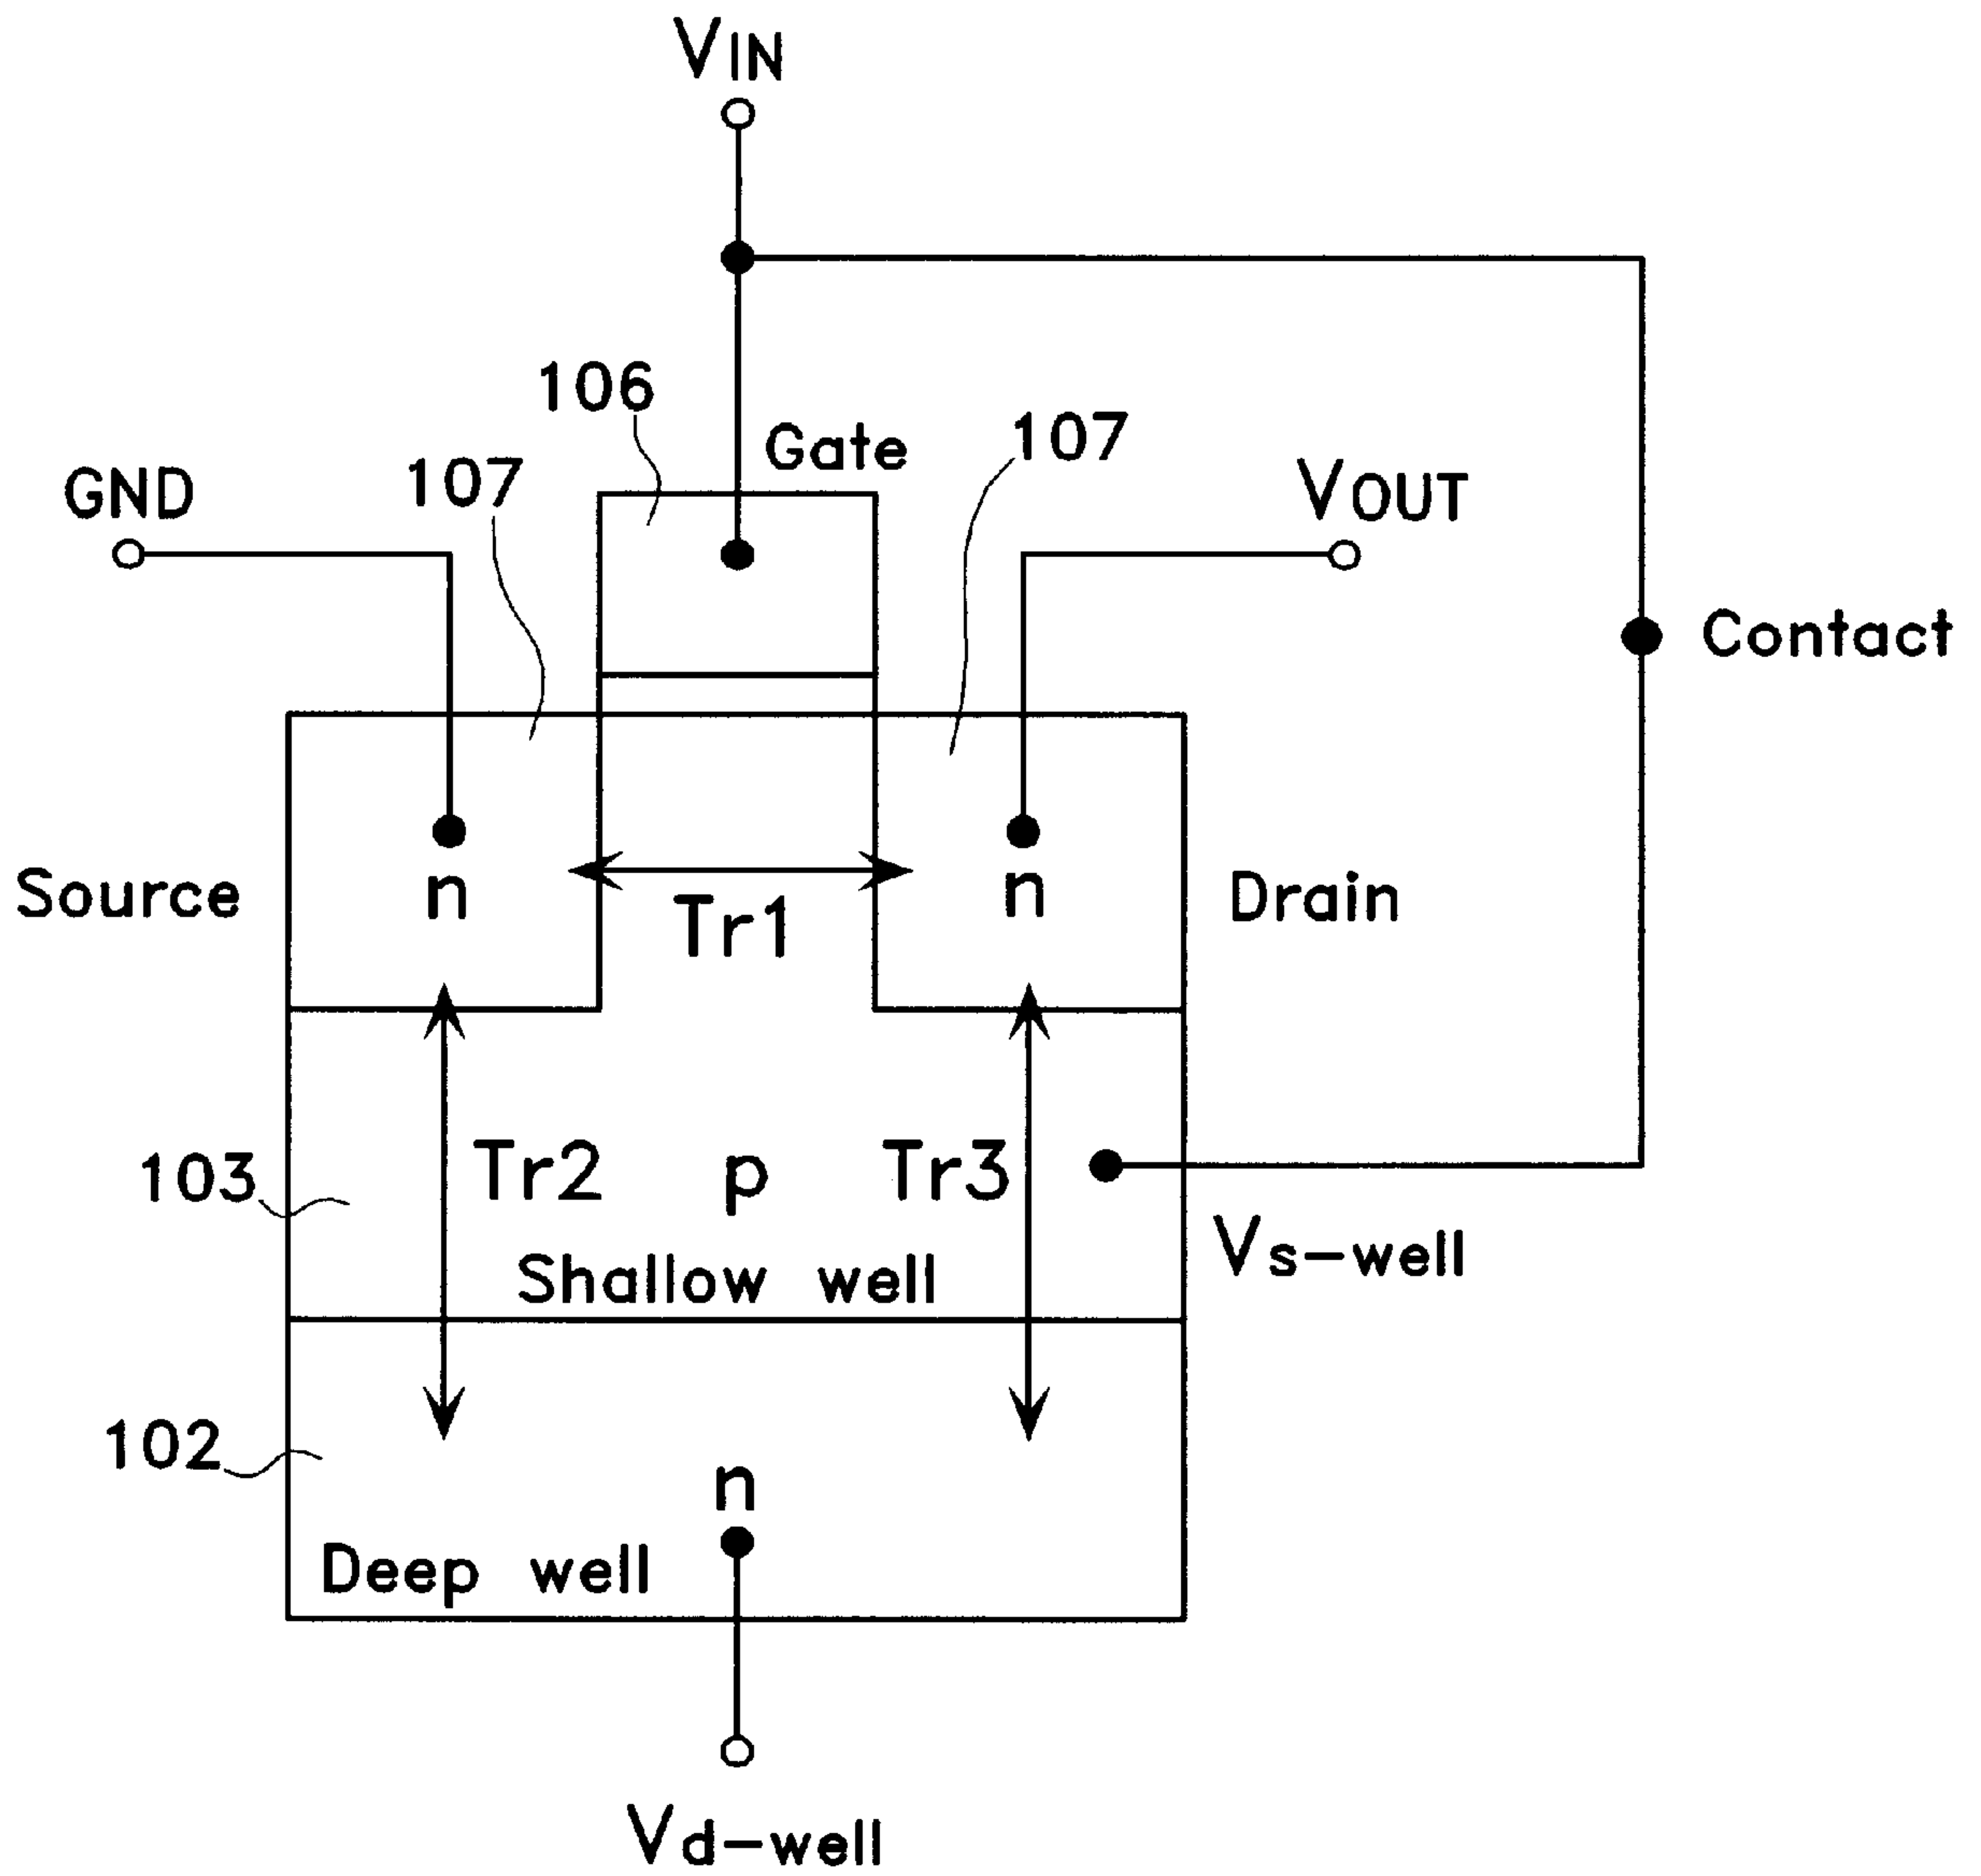 VIN
106
Gate
107
107
GND
VOUT
Contact
n
n
Source
Drain
Tr1
103
Tr2
p
Tr3
Vs-well
Shallow well
102
n
Deep well
Vd-well